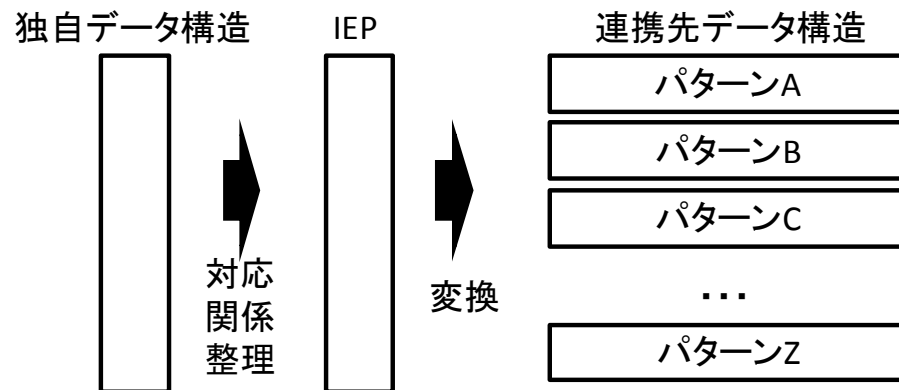 独自データ構造
IEP
連携先データ構造
パターンA
パターンB
パターンC
…
パターンZ
対応
関係
整理
変換